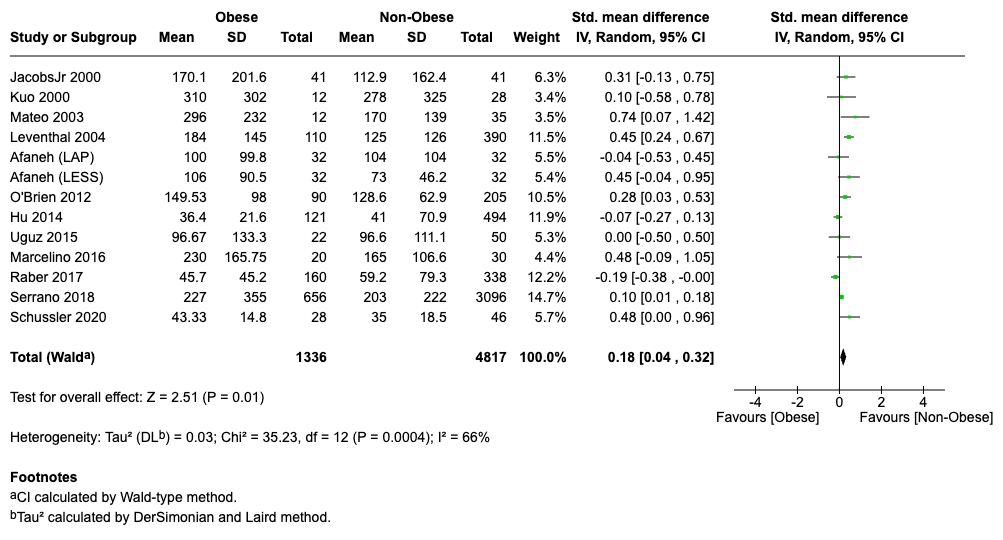 Obese Non-Obese Std. mean difference Std. mean difference
Study or Subgroup Mean SD Total Mean SD Total Weight IV, Random, 95% CI IV, Random, 95% CI
JacobsJr 2000 170.1 201.6 41 112.9 162.4 41 6.3% 0.31 [-0.13 , 0.75]
Kuo 2000 310 302 12 278 325 28 3.4% 0.10 [-0.58 , 0.78]
Mateo 2003 296 232 12 170 139 35 3.5% 0.74 [0.07 , 1.42]
Leventhal 2004 184 145 110 125 126 390 11.5% 0.45 [0.24 , 0.67]
Afaneh (LAP) 100 99.8 32 104 104 32 5.5% -0.04 [-0.53 , 0.45]
Afaneh (LESS) 106 90.5 32 73 46.2 32 5.4% 0.45 [-0.04 , 0.95]
O'Brien 2012 149.53 98 90 128.6 62.9 205 10.5% 0.28 [0.03 , 0.53]
Hu 2014 36.4 21.6 121 41 70.9 494 11.9% -0.07 [-0.27 , 0.13]
Uguz 2015 96.67 133.3 22 96.6 111.1 50 5.3% 0.00 [-0.50 , 0.50]
Marcelino 2016 230 165.75 20 165 106.6 30 4.4% 0.48 [-0.09 , 1.05]
Raber 2017 45.7 45.2 160 59.2 79.3 338 12.2% -0.19 [-0.38 , -0.00]
Serrano 2018 227 355 656 203 222 3096 14.7% 0.10 [0.01 , 0.18]
Schussler 2020 43.33 14.8 28 35 18.5 46 5.7% 0.48 [0.00 , 0.96]
Total (Waldᵃ) 1336 4817 100.0% 0.18 [0.04 , 0.32]
Test for overall effect: Z = 2.51 (P = 0.01)
-4 -2 0 2 4
Favours [Obese] Favours [Non-Obese]
Heterogeneity: Tau² (DLᵇ) = 0.03; Chi² = 35.23, df = 12 (P = 0.0004); I² = 66%
Footnotes
ᵃCI calculated by Wald-type method.
ᵇTau² calculated by DerSimonian and Laird method.